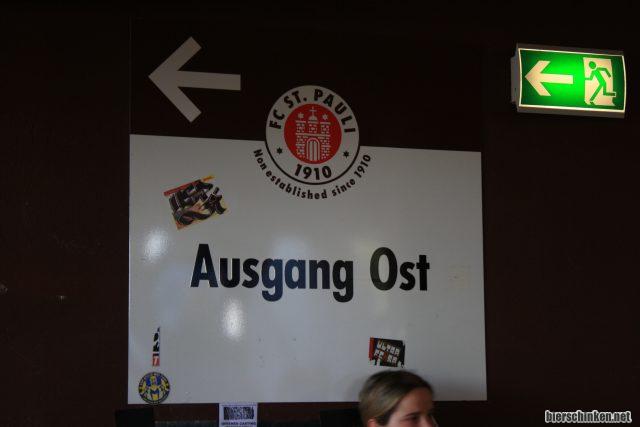 FC ST. PAULI
1910
Non established since 1910
Ausgang Ost
bierschinken.net